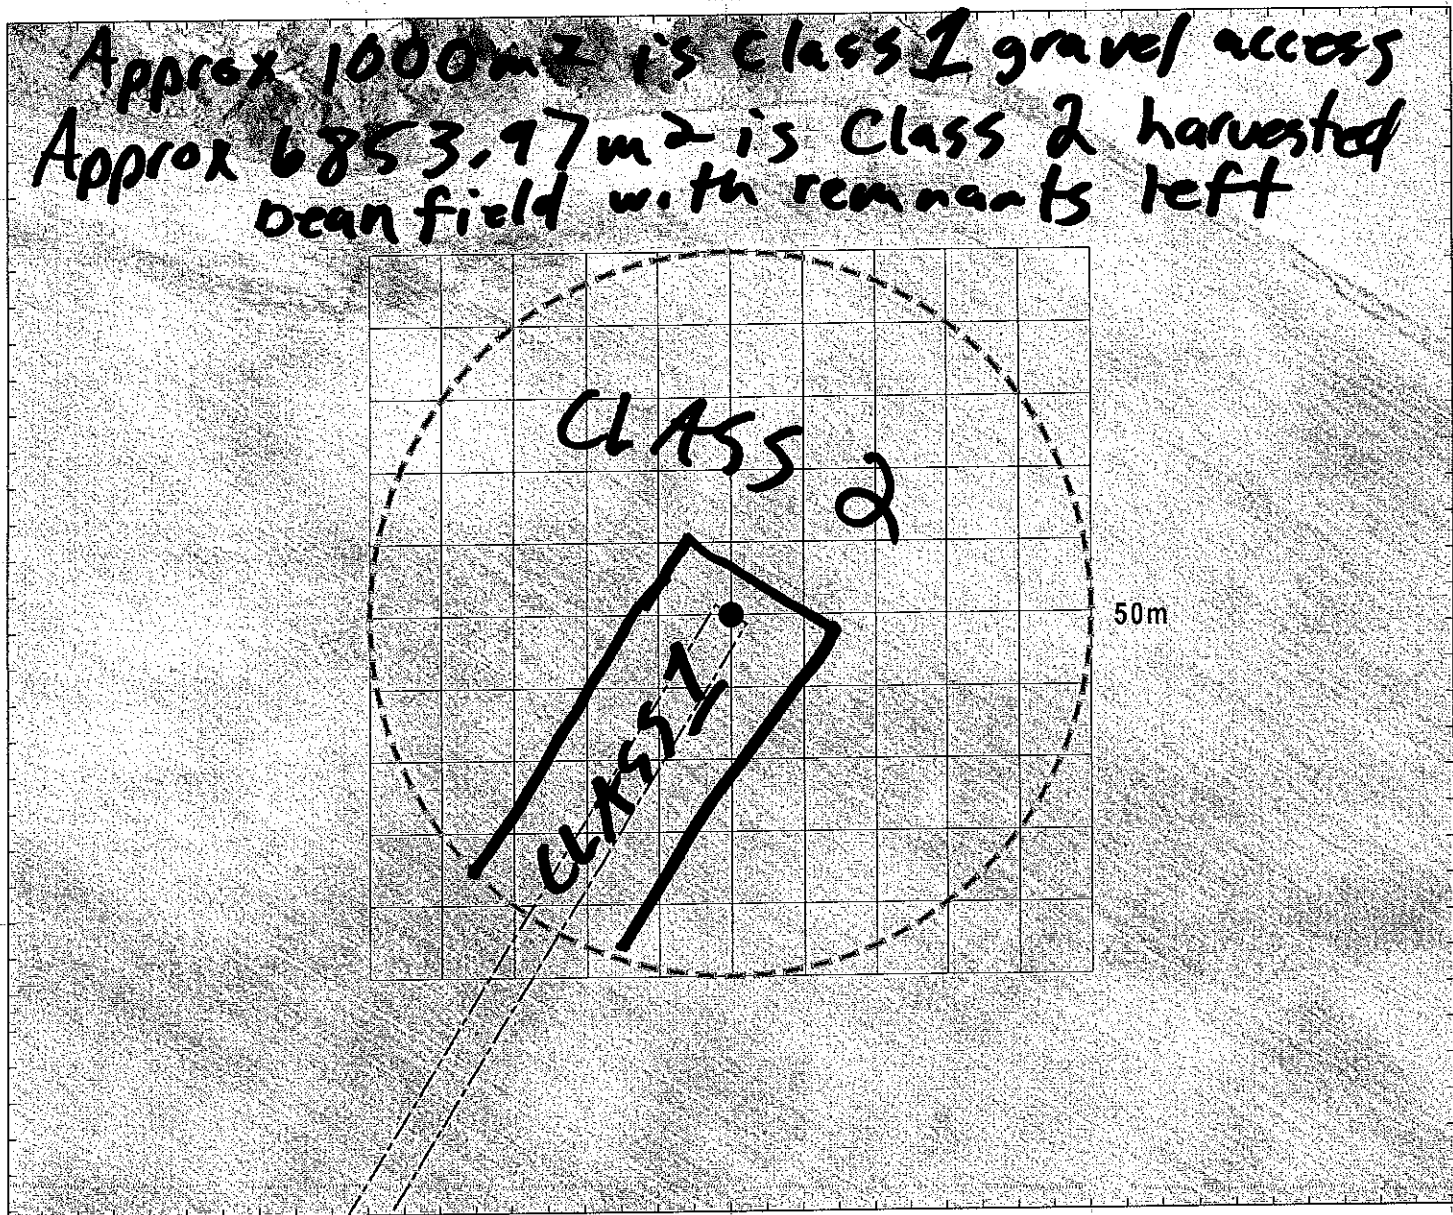 Approx 1000m² is Class 1 gravel access
Approx 6853.97m² is Class 2 harvested
bean field with remnants left
CLASS 2
50m
CLASS 1